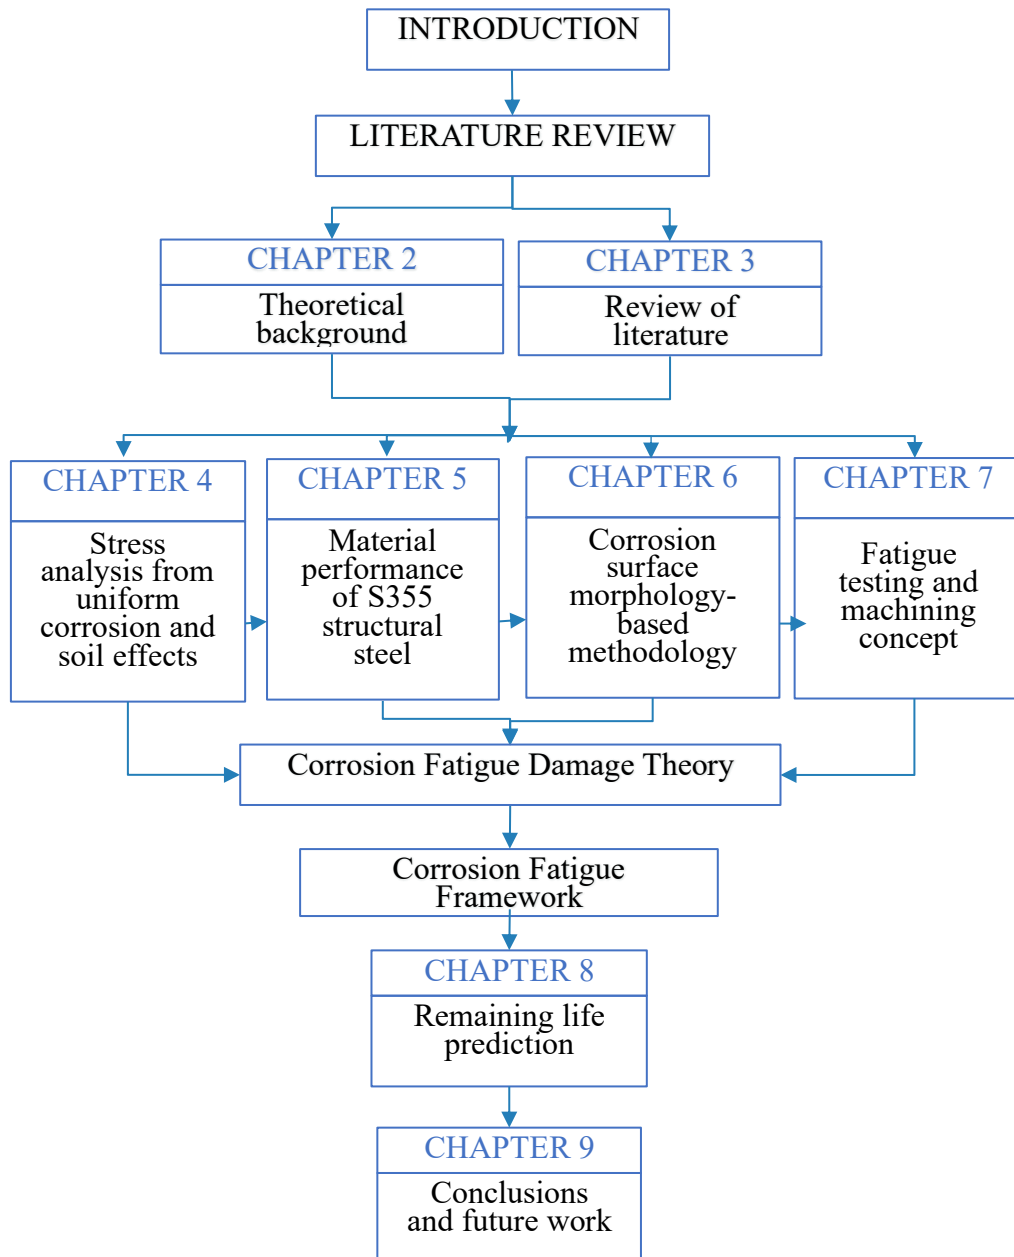 INTRODUCTION
LITERATURE REVIEW
CHAPTER 2
Theoretical
background
CHAPTER 3
Review of
literature
CHAPTER 4
Stress
analysis from
uniform
corrosion and
soil effects
CHAPTER 5
Material
performance
of S355
structural
steel
CHAPTER 6
Corrosion
surface
morphology-
based
methodology
CHAPTER 7
Fatigue
testing and
machining
concept
Corrosion Fatigue Damage Theory
Corrosion Fatigue
Framework
CHAPTER 8
Remaining life
prediction
CHAPTER 9
Conclusions
and future work